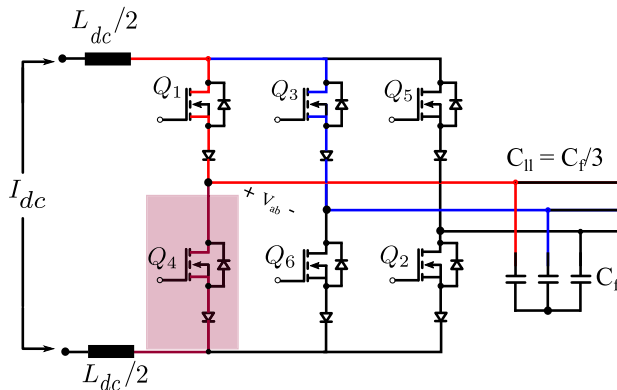 L_dc/2
Q_1
Q_3
Q_5
C_ll = C_f/3
I_dc
+ V_ab -
Q_4
Q_6
Q_2
C_f
L_dc/2